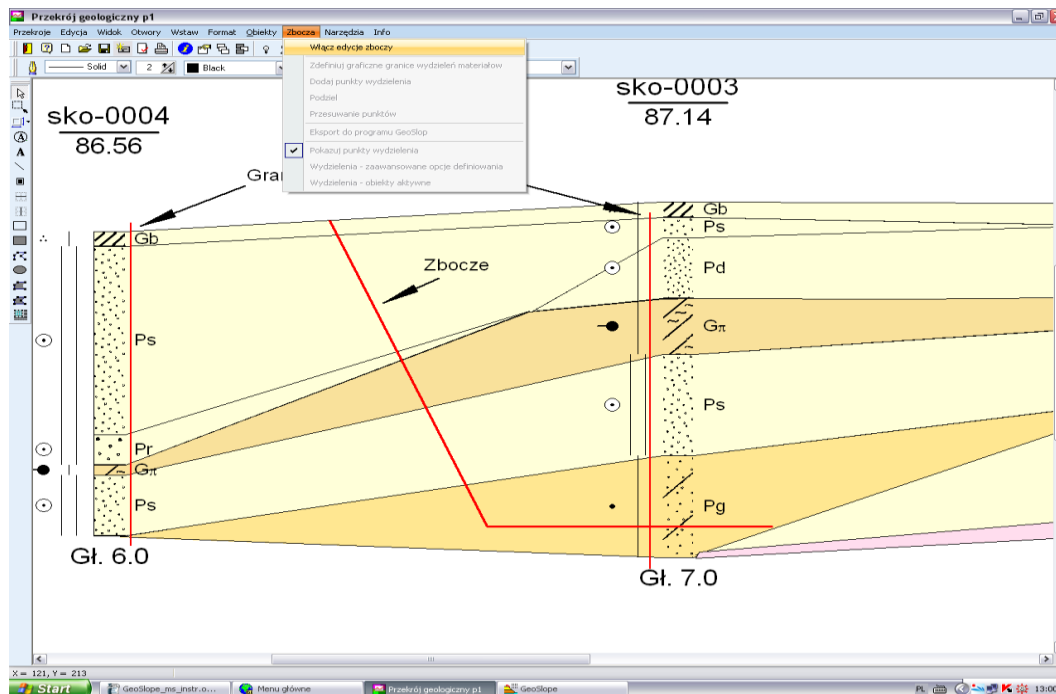 Przekrój geologiczny p1
Przekroje Edycja Widok Otwory Wstaw Format Obiekty Zbocza Narzędzia Info
Solid 2 Black
Włącz edycje zboczy
Zdefiniuj graficzne granice wydzieleń materiałow
Dodaj punkty wydzielenia
Podziel
Przesuwanie punktów
Eksport do programu GeoSlop
Pokazuj punkty wydzielenia
Wydzielenia - zaawansowane opcje definiowania
Wydzielenia - obiekty aktywne
sko-0004
86.56
sko-0003
87.14
Gran
Gb
Ps
Pr
Gπ
Ps
Gł. 6.0
Zbocze
Gb
Ps
Pd
Gπ
Ps
Pg
Gł. 7.0
X = 121, Y = 213
Start GeoSlope_ms_instr.o... Menu główne Przekrój geologiczny p1 GeoSlope PL